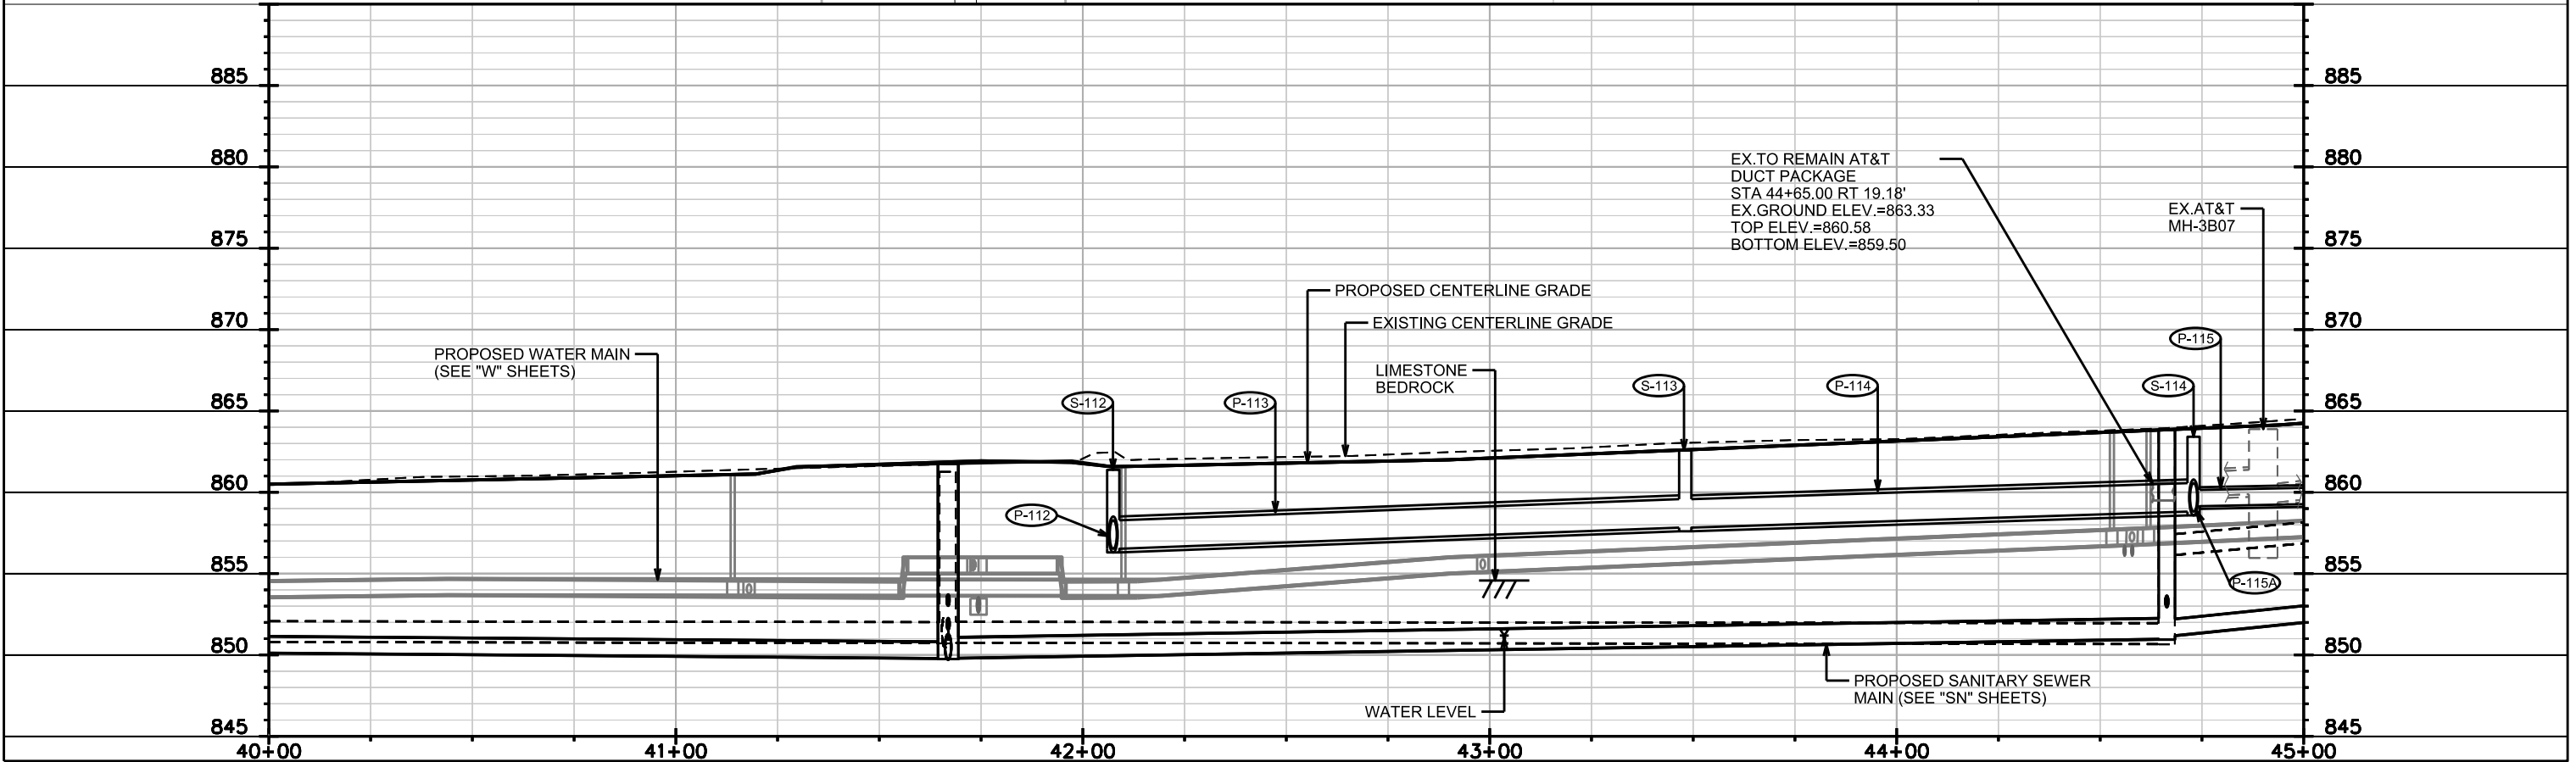 885
885
880
880
EX.TO REMAIN AT&T
DUCT PACKAGE
STA 44+65.00 RT 19.18'
EX.GROUND ELEV.=863.33
TOP ELEV.=860.58
BOTTOM ELEV.=859.50
EX.AT&T
MH-3B07
875
875
PROPOSED CENTERLINE GRADE
EXISTING CENTERLINE GRADE
870
870
PROPOSED WATER MAIN
(SEE "W" SHEETS)
LIMESTONE
BEDROCK
P-115
S-112
P-113
S-113
P-114
S-114
865
865
860
860
P-112
P-115A
855
855
850
850
PROPOSED SANITARY SEWER
MAIN (SEE "SN" SHEETS)
WATER LEVEL
845
845
40+00
41+00
42+00
43+00
44+00
45+00